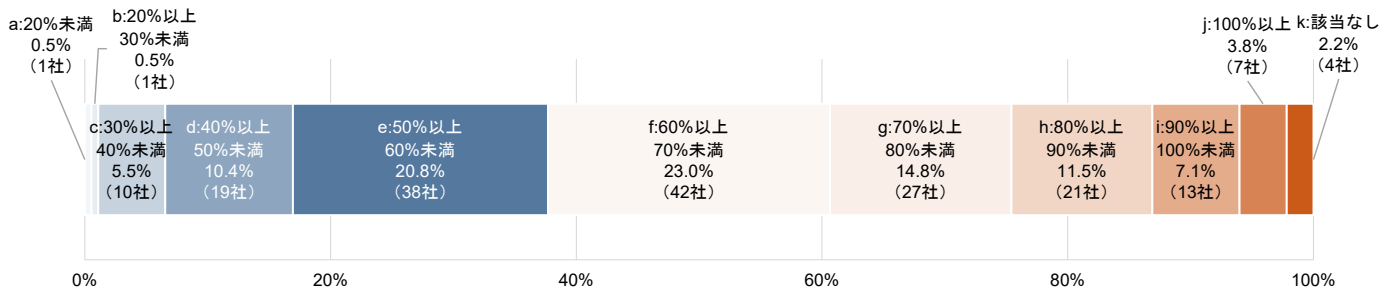 a:20%未満
0.5%
（1社）
b:20%以上
30%未満
0.5%
（1社）
c:30%以上
40%未満
5.5%
（10社）
d:40%以上
50%未満
10.4%
（19社）
e:50%以上
60%未満
20.8%
（38社）
f:60%以上
70%未満
23.0%
（42社）
g:70%以上
80%未満
14.8%
（27社）
h:80%以上
90%未満
11.5%
（21社）
i:90%以上
100%未満
7.1%
（13社）
j:100%以上
3.8%
（7社）
k:該当なし
2.2%
（4社）
0%
20%
40%
60%
80%
100%